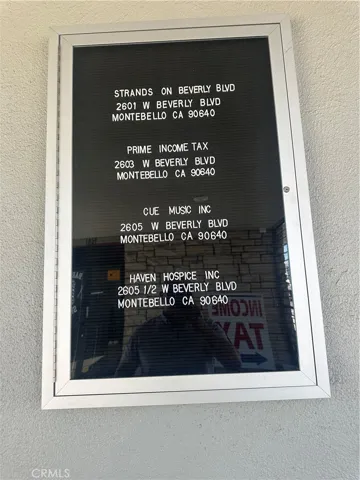 STRANDS ON BEVERLY BLVD
2601 W BEVERLY BLVD
MONTEBELLO CA 90640
PRIME INCOME TAX
2603 W BEVERLY BLVD
MONTEBELLO CA 90640
CUE MUSIC INC
2605 W BEVERLY BLVD
MONTEBELLO CA 90640
HAVEN HOSPICE INC
2605 1/2 W BEVERLY BLVD
MONTEBELLO CA 90640
INCOME
TAX
CRMLS